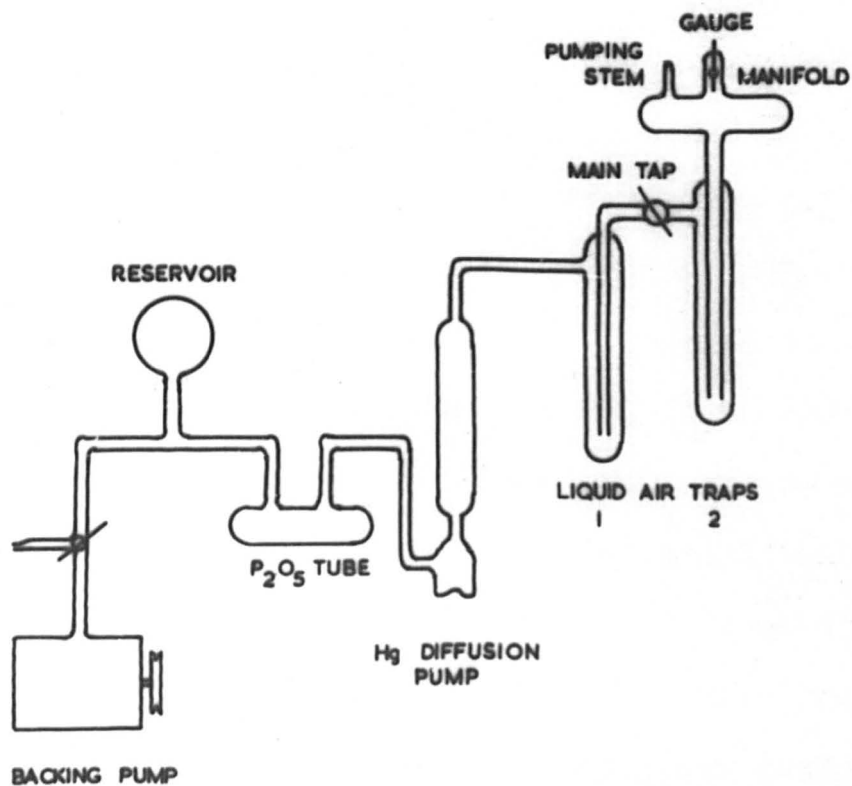 GAUGE
PUMPING
STEM
MANIFOLD
MAIN TAP
RESERVOIR
LIQUID AIR TRAPS
1 2
P₂O₅ TUBE
Hg DIFFUSION
PUMP
BACKING PUMP